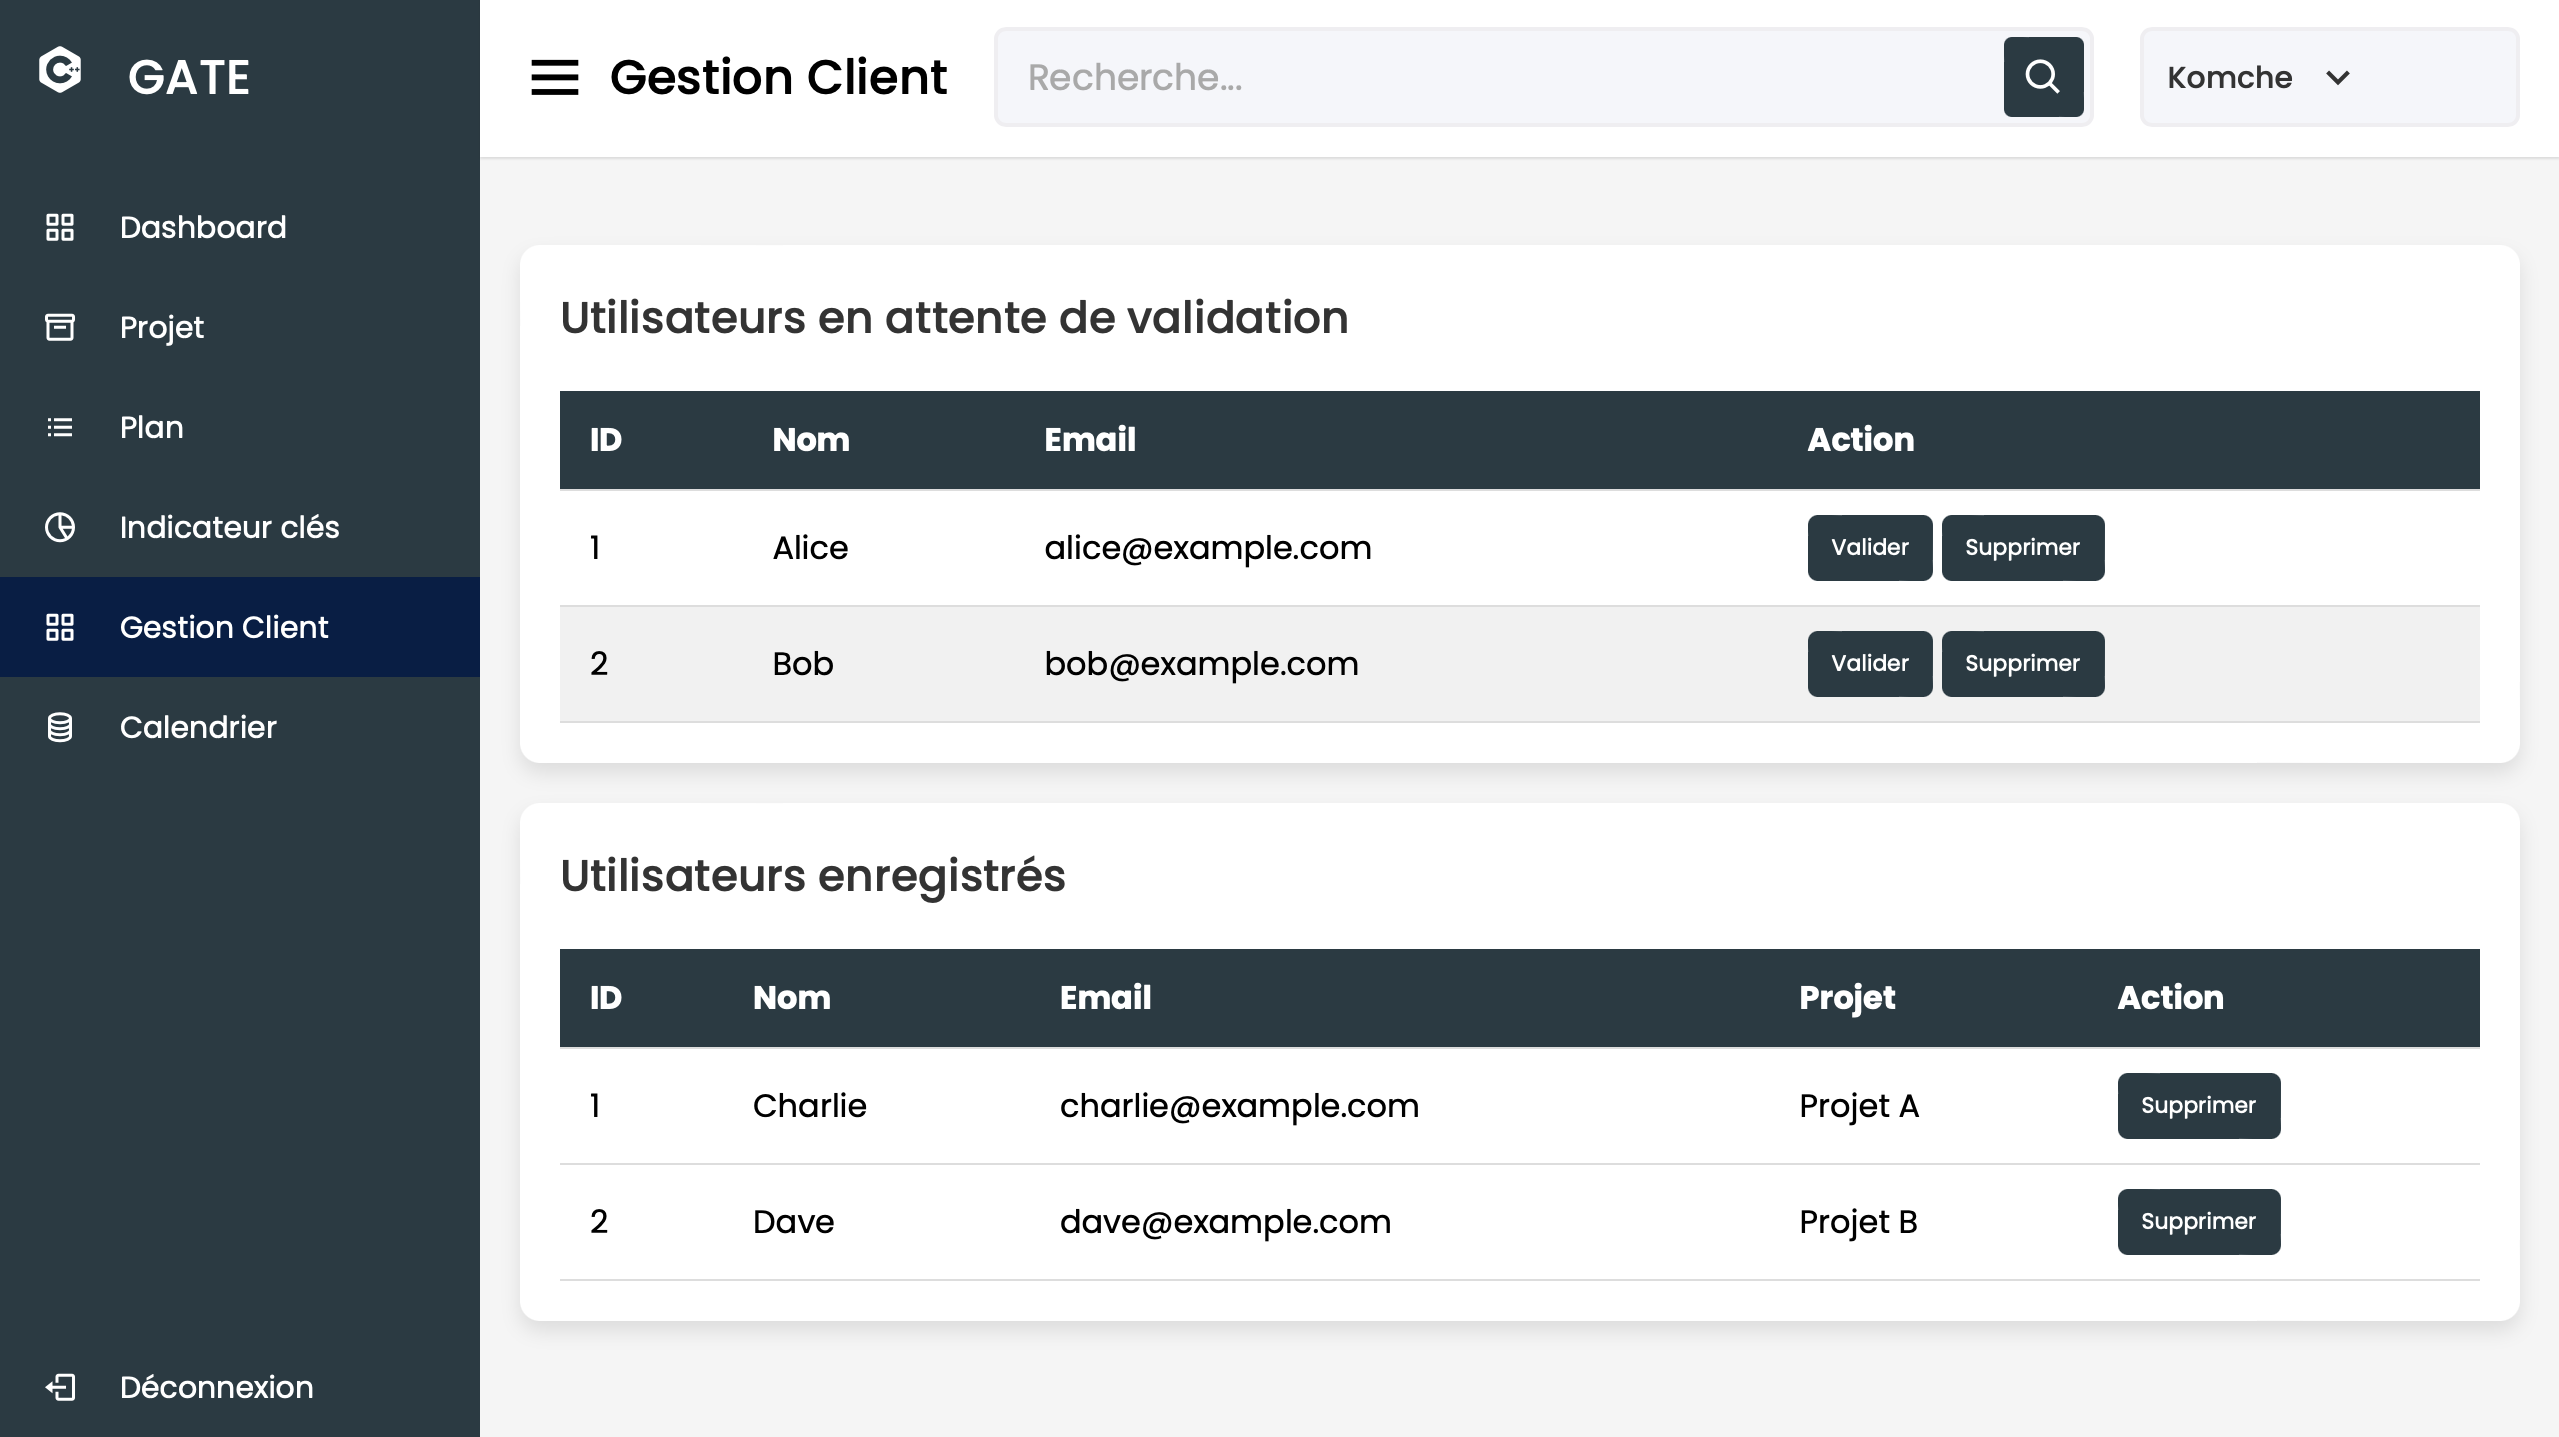 GATE
Dashboard
Projet
Plan
Indicateur clés
Gestion Client
Calendrier
Déconnexion
Gestion Client
Recherche...
Komche
Utilisateurs en attente de validation
ID Nom Email Action
1 Alice alice@example.com Valider Supprimer
2 Bob bob@example.com Valider Supprimer
Utilisateurs enregistrés
ID Nom Email Projet Action
1 Charlie charlie@example.com Projet A Supprimer
2 Dave dave@example.com Projet B Supprimer